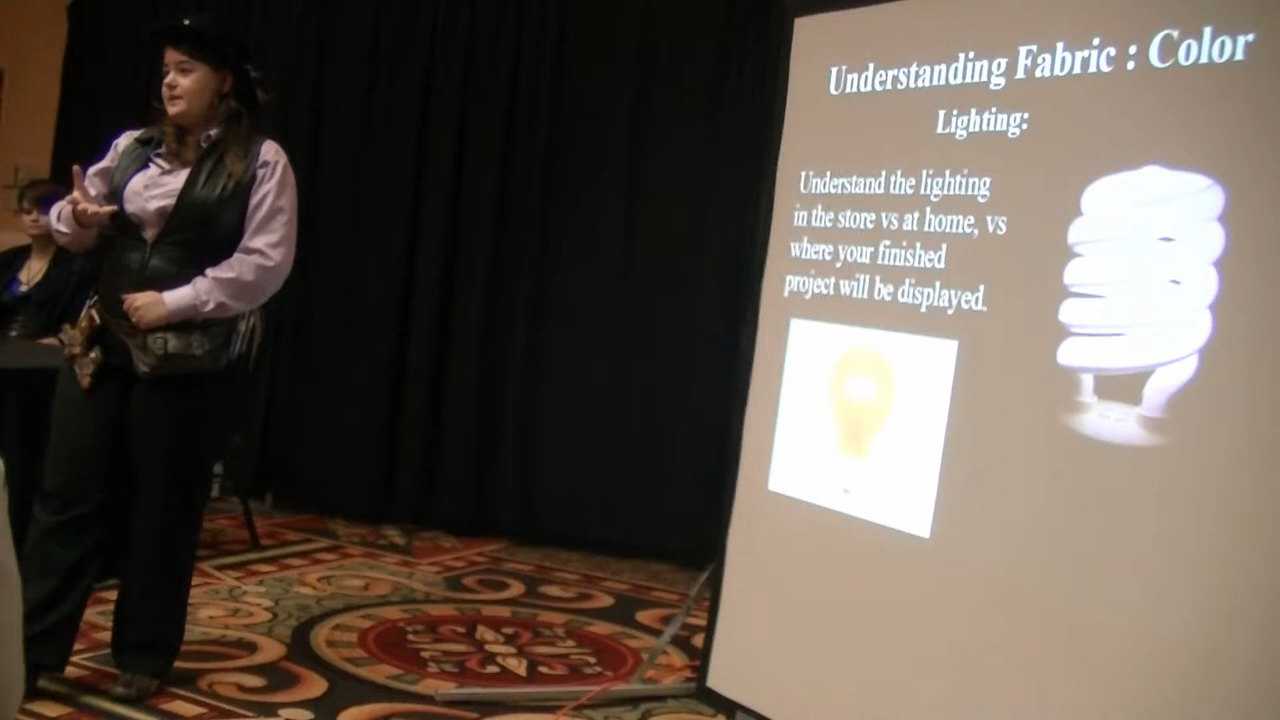 Understanding Fabric : Color
Lighting:
Understand the lighting
in the store vs at home, vs
where your finished
project will be displayed.